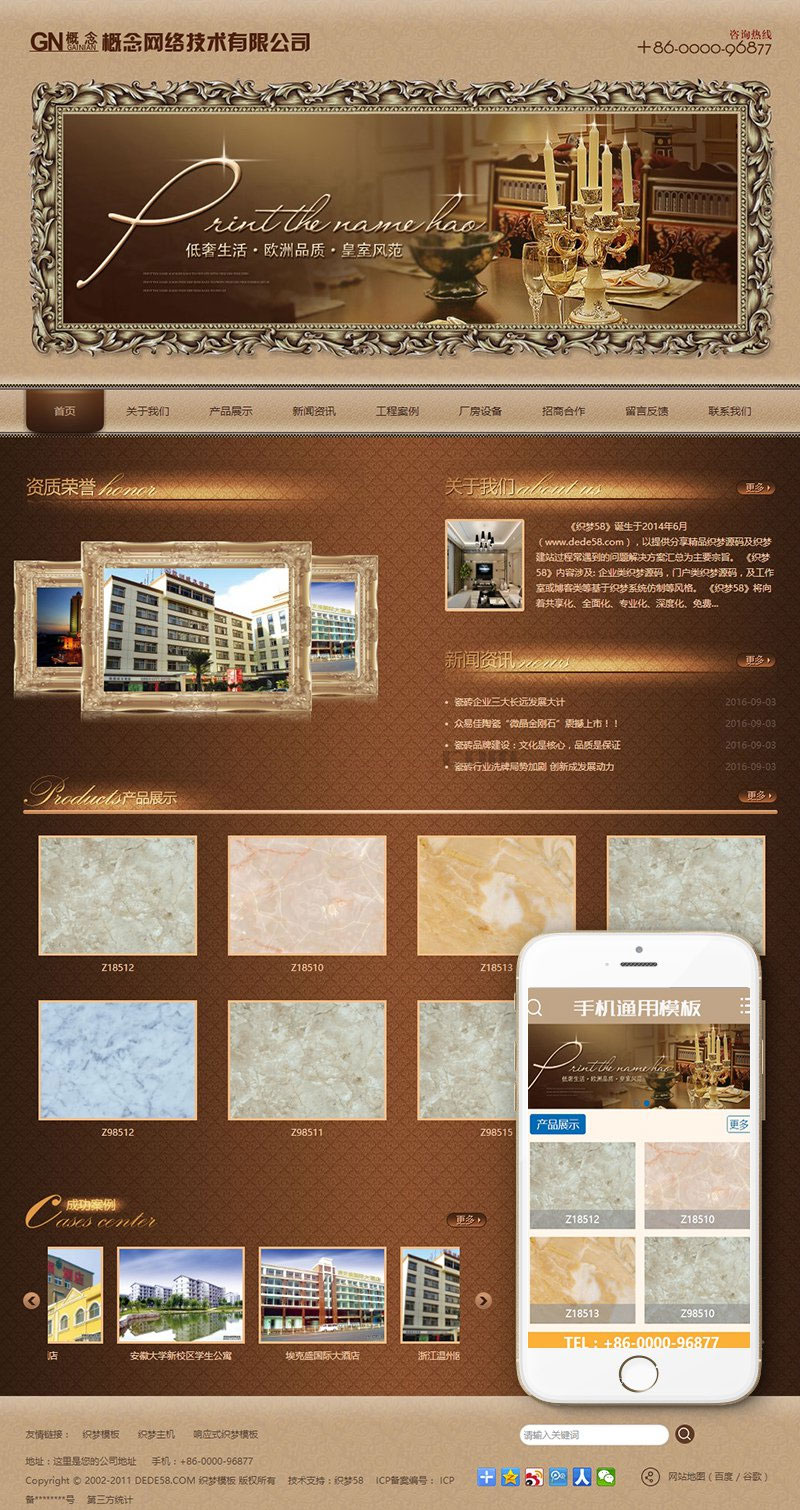 GN 概念 GAINIAN 概念网络技术有限公司
咨询热线
+86-0000-96877
Print the name hao
低奢生活・欧洲品质・皇室风范
首页 关于我们 产品展示 新闻资讯 工程案例 厂房设备 招商合作 留言反馈 联系我们
资质荣誉 honor
关于我们 about us 更多
《织梦58》诞生于2014年6月
（www.dede58.com），以提供分享精品织梦源码及织梦
建站过程常遇到的问题解决方案汇总为主要宗旨。 《织梦
58》内容涉及: 企业类织梦源码，门户类织梦源码，及工作
室或博客类等基于织梦系统仿制等风格。 《织梦58》将向
着共享化、全面化、专业化、深度化、免费...
新闻资讯 news 更多
瓷砖企业三大长远发展大计 2016-09-03
众易佳陶瓷“微晶金刚石”震撼上市！！ 2016-09-03
瓷砖品牌建设：文化是核心，品质是保证 2016-09-03
瓷砖行业洗牌局势加剧 创新成发展动力 2016-09-03
Products 产品展示 更多
Z18512 Z18510 Z18513
Z98512 Z98511 Z98515
成功案例
Cases center 更多
店 安徽大学新校区学生公寓 埃克盛国际大酒店 浙江温州
手机通用模板
Print the name hao
低奢生活・欧洲品质・皇室风范
产品展示 更多
Z18512 Z18510
Z18513 Z98510
TEL：+86-0000-96877
友情链接： 织梦模板 织梦主机 响应式织梦模板
请输入关键词
地址：这里是您的公司地址 手机：+86-0000-96877
Copyright © 2002-2011 DEDE58.COM 织梦模板 版权所有 技术支持：织梦58 ICP备案编号： ICP
备********号 第三方统计
网站地图 ( 百度 / 谷歌 )